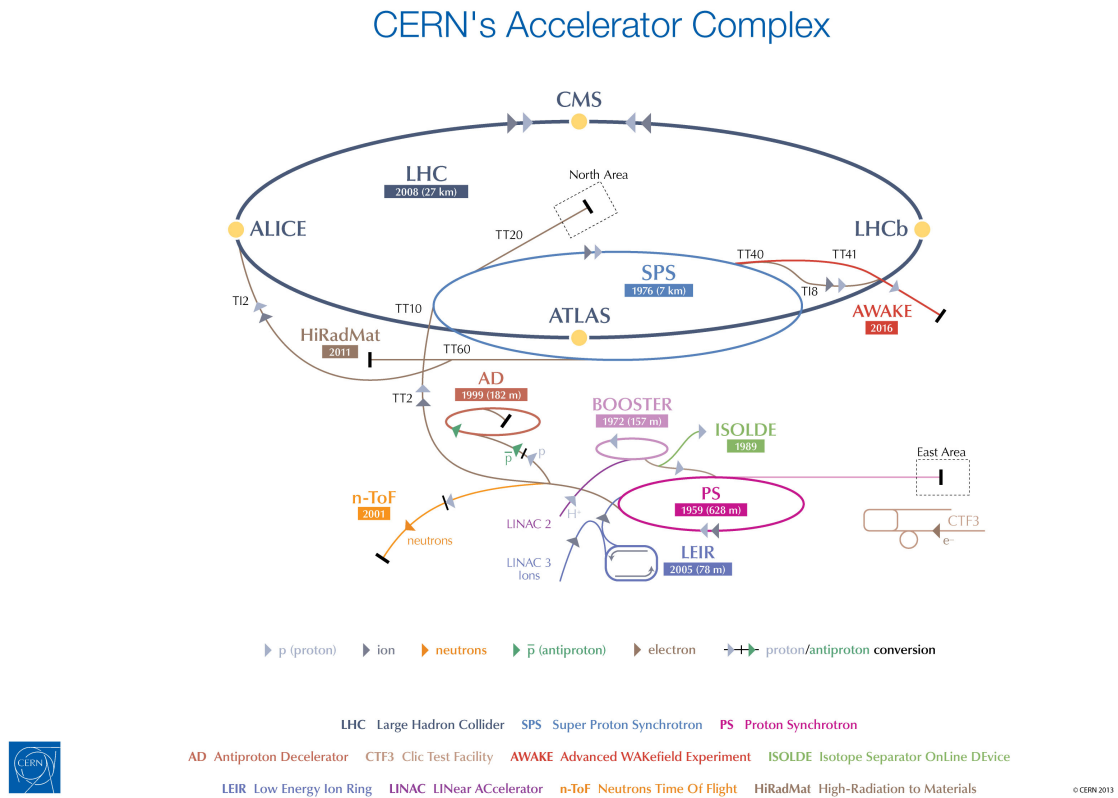 CERN's Accelerator Complex
CMS
LHC
2008 (27 km)
North Area
ALICE
LHCb
TT20
TT40
TT41
SPS
1976 (7 km)
TI8
TI2
TT10
ATLAS
AWAKE
2016
HiRadMat
2011
TT60
AD
1999 (182 m)
TT2
BOOSTER
1972 (157 m)
ISOLDE
1989
p
p̅
East Area
n-ToF
2001
PS
1959 (628 m)
H⁺
LINAC 2
neutrons
CTF3
e⁻
LEIR
2005 (78 m)
LINAC 3
Ions
p (proton)
ion
neutrons
p̅ (antiproton)
electron
proton/antiproton conversion
LHC Large Hadron Collider SPS Super Proton Synchrotron PS Proton Synchrotron
AD Antiproton Decelerator CTF3 Clic Test Facility AWAKE Advanced WAKefield Experiment ISOLDE Isotope Separator OnLine DEvice
LEIR Low Energy Ion Ring LINAC LINear ACcelerator n-ToF Neutrons Time Of Flight HiRadMat High-Radiation to Materials
CERN
© CERN 2013